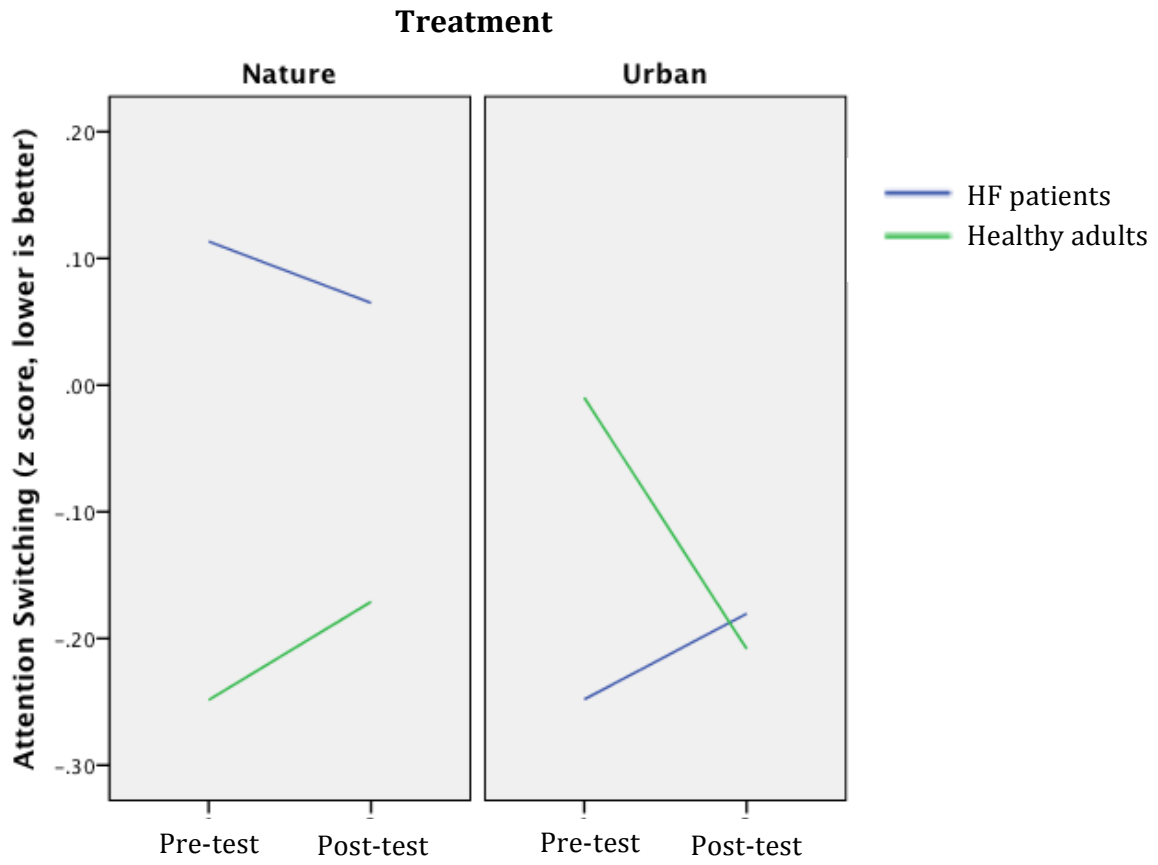 Treatment
Nature
Urban
Attention Switching (z score, lower is better)
.20
.10
.00
-.10
-.20
-.30
HF patients
Healthy adults
Pre-test
Post-test
Pre-test
Post-test